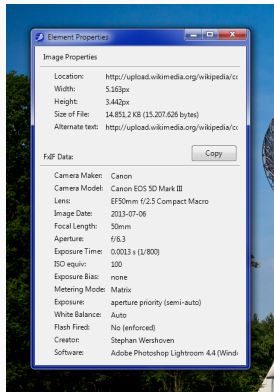 Element Properties
Image Properties
Location: http://upload.wikimedia.org/wikipedia/cc
Width: 5.163px
Height: 3.442px
Size of File: 14.851,2 KB (15.207.626 bytes)
Alternate text: http://upload.wikimedia.org/wikipedia/cc
FxIF Data: Copy
Camera Maker: Canon
Camera Model: Canon EOS 5D Mark III
Lens: EF50mm f/2.5 Compact Macro
Image Date: 2013-07-06
Focal Length: 50mm
Aperture: f/6.3
Exposure Time: 0.0013 s (1/800)
ISO equiv: 100
Exposure Bias: none
Metering Mode: Matrix
Exposure: aperture priority (semi-auto)
White Balance: Auto
Flash Fired: No (enforced)
Creator: Stephan Wershoven
Software: Adobe Photoshop Lightroom 4.4 (Windo